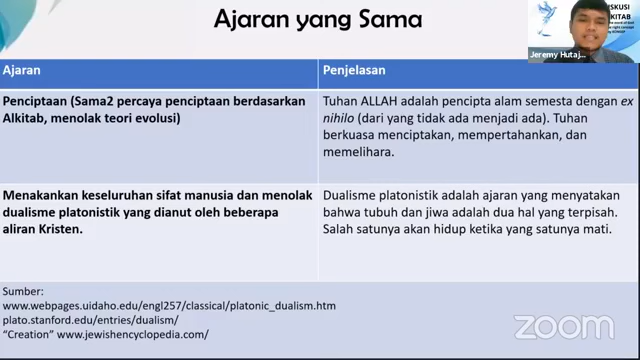 Ajaran yang Sama
ISKUSI
KITAB
Jeremy Hutaj...
Ajaran
Penjelasan
Penciptaan (Sama2 percaya penciptaan berdasarkan
Alkitab, menolak teori evolusi)
Tuhan ALLAH adalah pencipta alam semesta dengan ex
nihilo (dari yang tidak ada menjadi ada). Tuhan
berkuasa menciptakan, mempertahankan, dan
memelihara.
Menakankan keseluruhan sifat manusia dan menolak
dualisme platonistik yang dianut oleh beberapa
aliran Kristen.
Dualisme platonistik adalah ajaran yang menyatakan
bahwa tubuh dan jiwa adalah dua hal yang terpisah.
Salah satunya akan hidup ketika yang satunya mati.
Sumber:
www.webpages.uidaho.edu/engl257/classical/platonic_dualism.htm
plato.stanford.edu/entries/dualism/
“Creation” www.jewishencyclopedia.com/
zoom